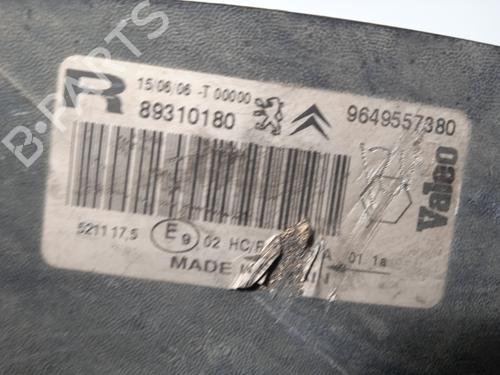 B-PARTS
R 15/06/06 -T 00000
89310180
9649557380
Valeo
5211 17,5 E9 02 HC/R 01 1a
MADE